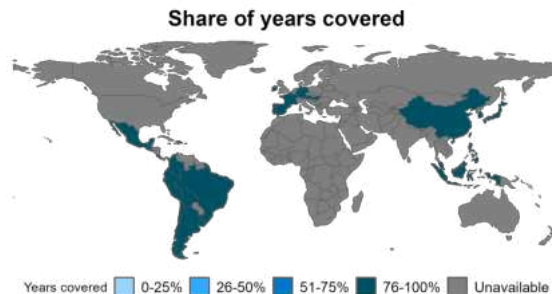 Share of years covered
Years covered 0-25% 26-50% 51-75% 76-100% Unavailable